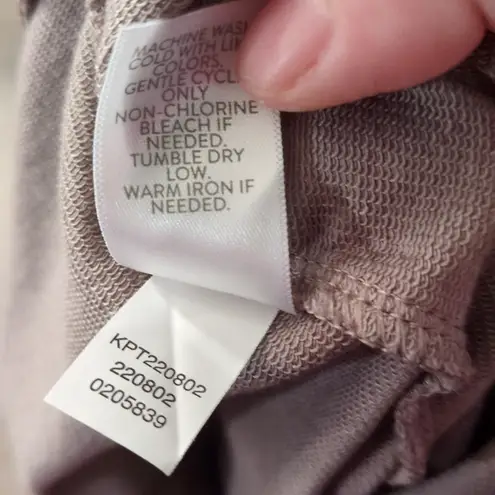 MACHINE WASH
COLD WITH LIKE
COLORS.
GENTLE CYCLE
ONLY
NON-CHLORINE
BLEACH IF
NEEDED.
TUMBLE DRY
LOW.
WARM IRON IF
NEEDED.
KPT220802
220802
0205839